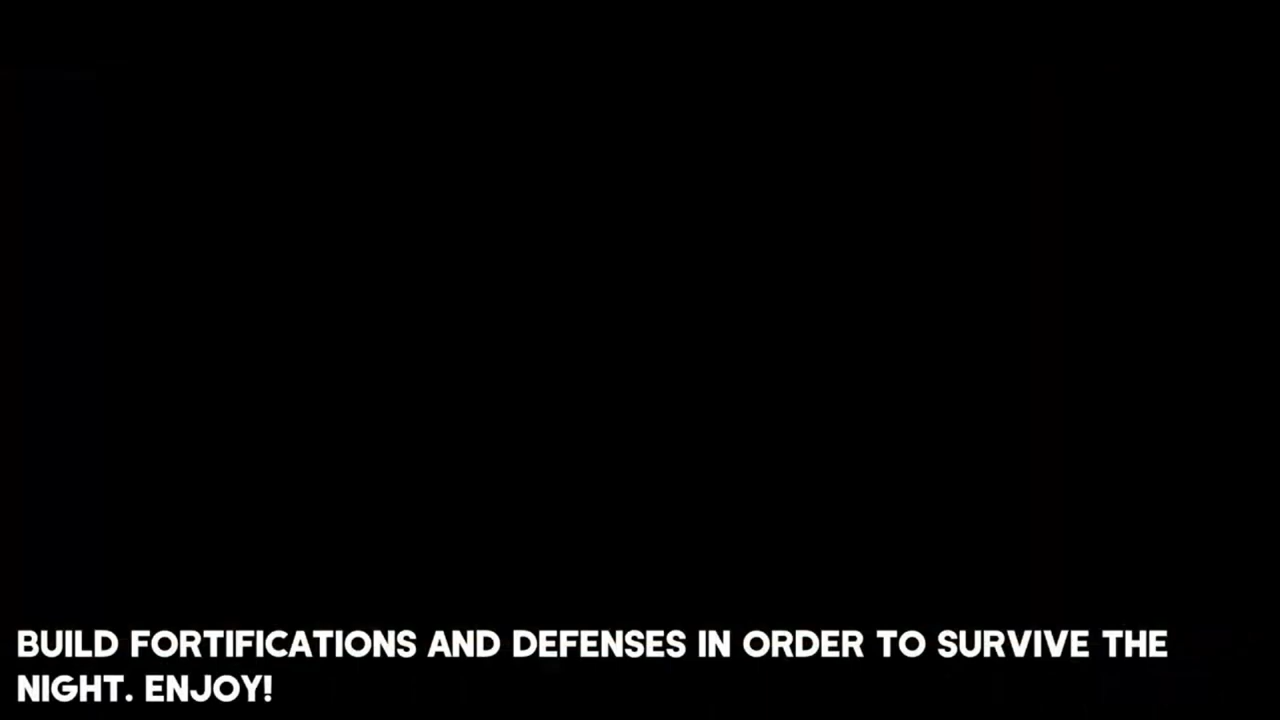 BUILD FORTIFICATIONS AND DEFENSES IN ORDER TO SURVIVE THE
NIGHT. ENJOY!